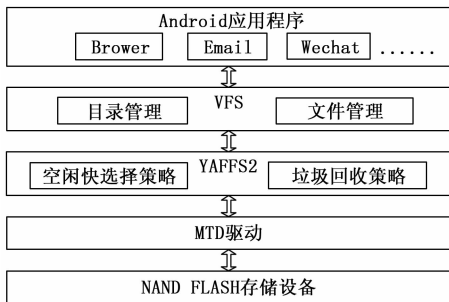 Android应用程序
Brower Email Wechat ......
VFS
目录管理 文件管理
YAFFS2
空闲快选择策略 垃圾回收策略
MTD驱动
NAND FLASH存储设备